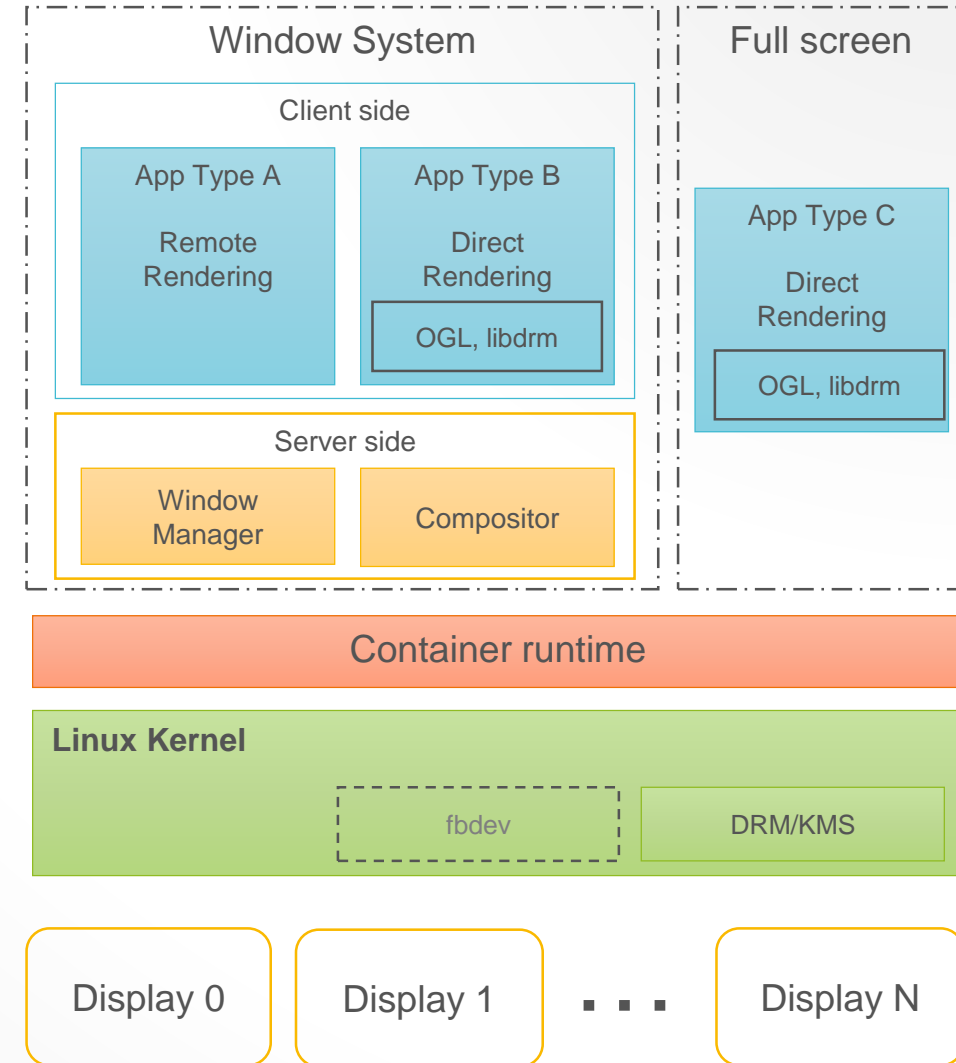 Window System
Client side
App Type A
Remote
Rendering
App Type B
Direct
Rendering
OGL, libdrm
Server side
Window
Manager
Compositor
Full screen
App Type C
Direct
Rendering
OGL, libdrm
Container runtime
Linux Kernel
fbdev
DRM/KMS
Display 0
Display 1
...
Display N